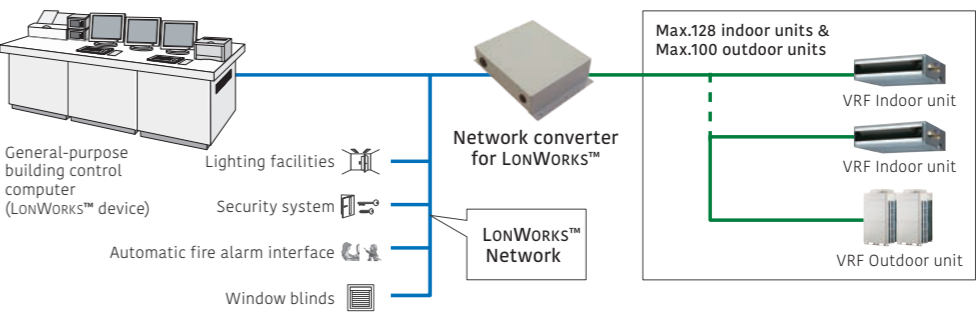 General-purpose
building control
computer
(LONWORKS™ device)
Lighting facilities
Security system
Automatic fire alarm interface
Window blinds
Network converter
for LONWORKS™
LONWORKS™
Network
Max.128 indoor units &
Max.100 outdoor units
VRF Indoor unit
VRF Indoor unit
VRF Outdoor unit